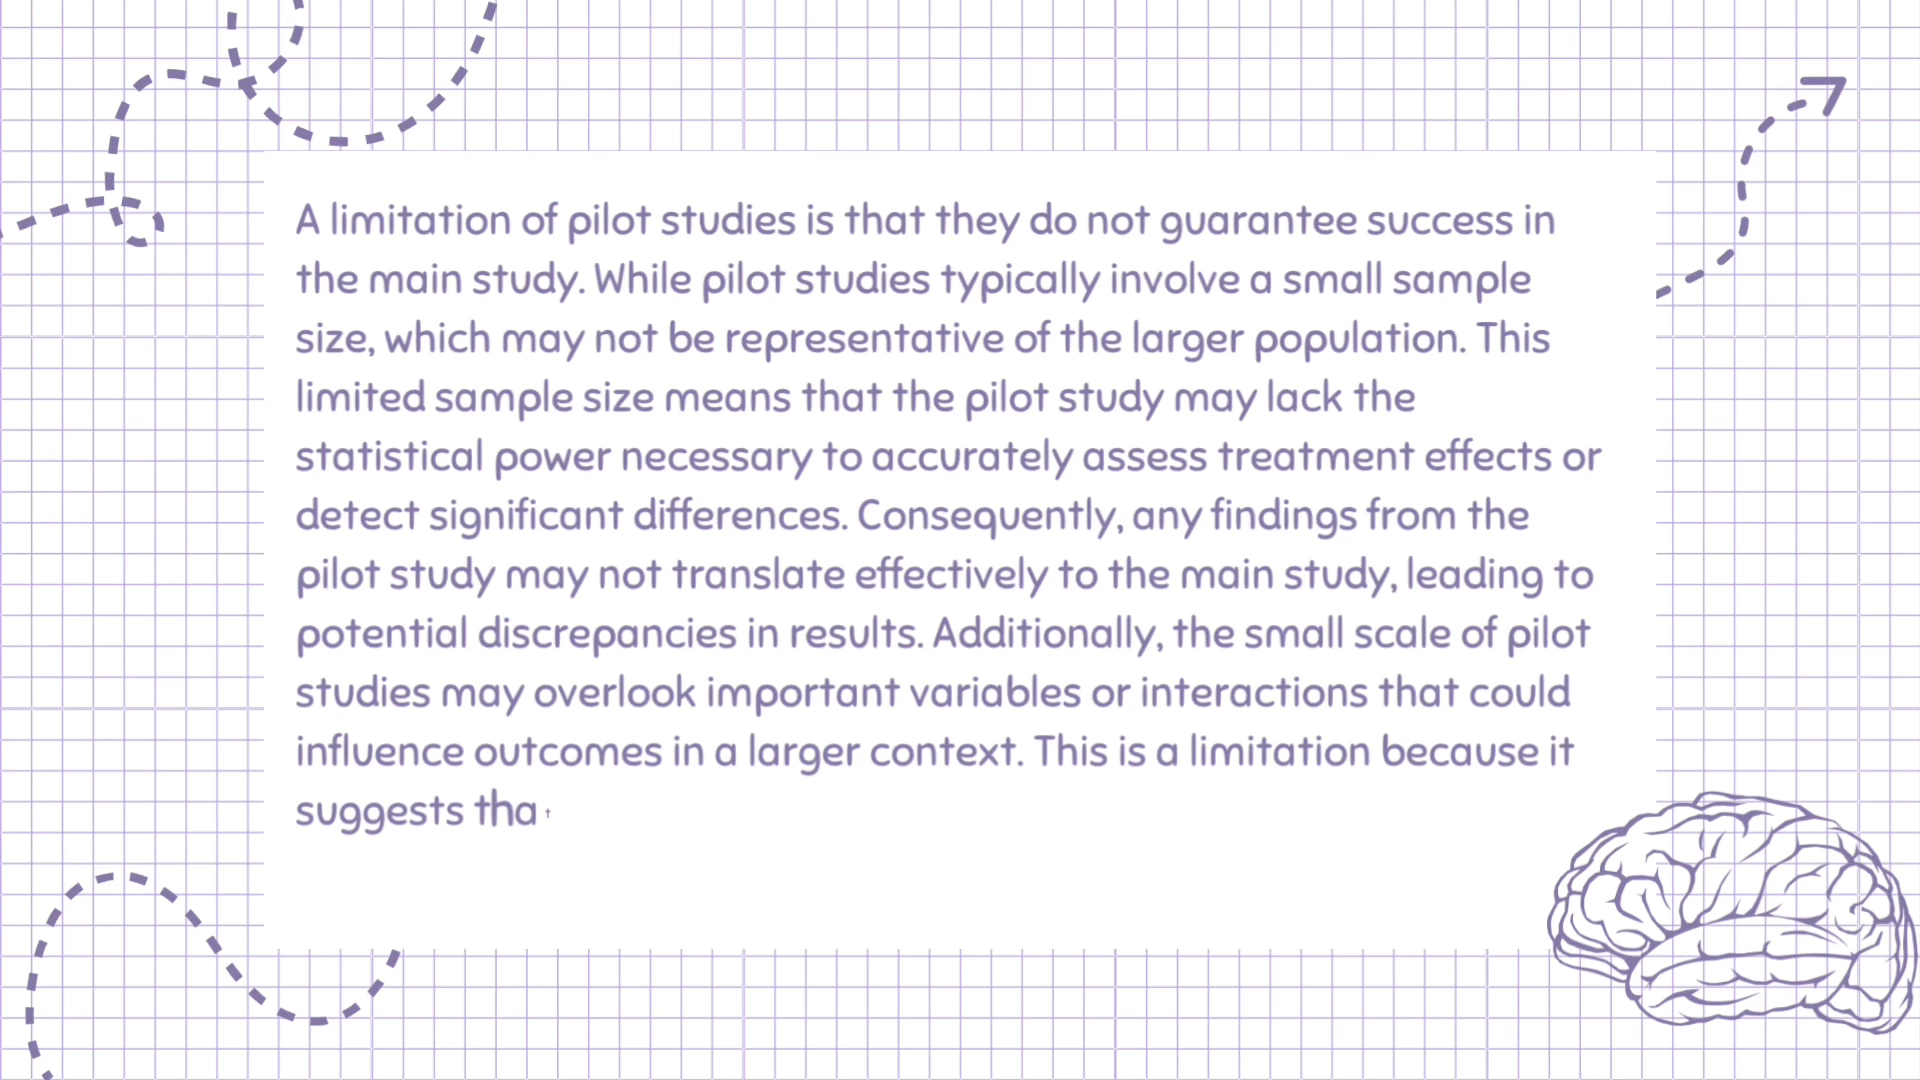 A limitation of pilot studies is that they do not guarantee success in
the main study. While pilot studies typically involve a small sample
size, which may not be representative of the larger population. This
limited sample size means that the pilot study may lack the
statistical power necessary to accurately assess treatment effects or
detect significant differences. Consequently, any findings from the
pilot study may not translate effectively to the main study, leading to
potential discrepancies in results. Additionally, the small scale of pilot
studies may overlook important variables or interactions that could
influence outcomes in a larger context. This is a limitation because it
suggests that